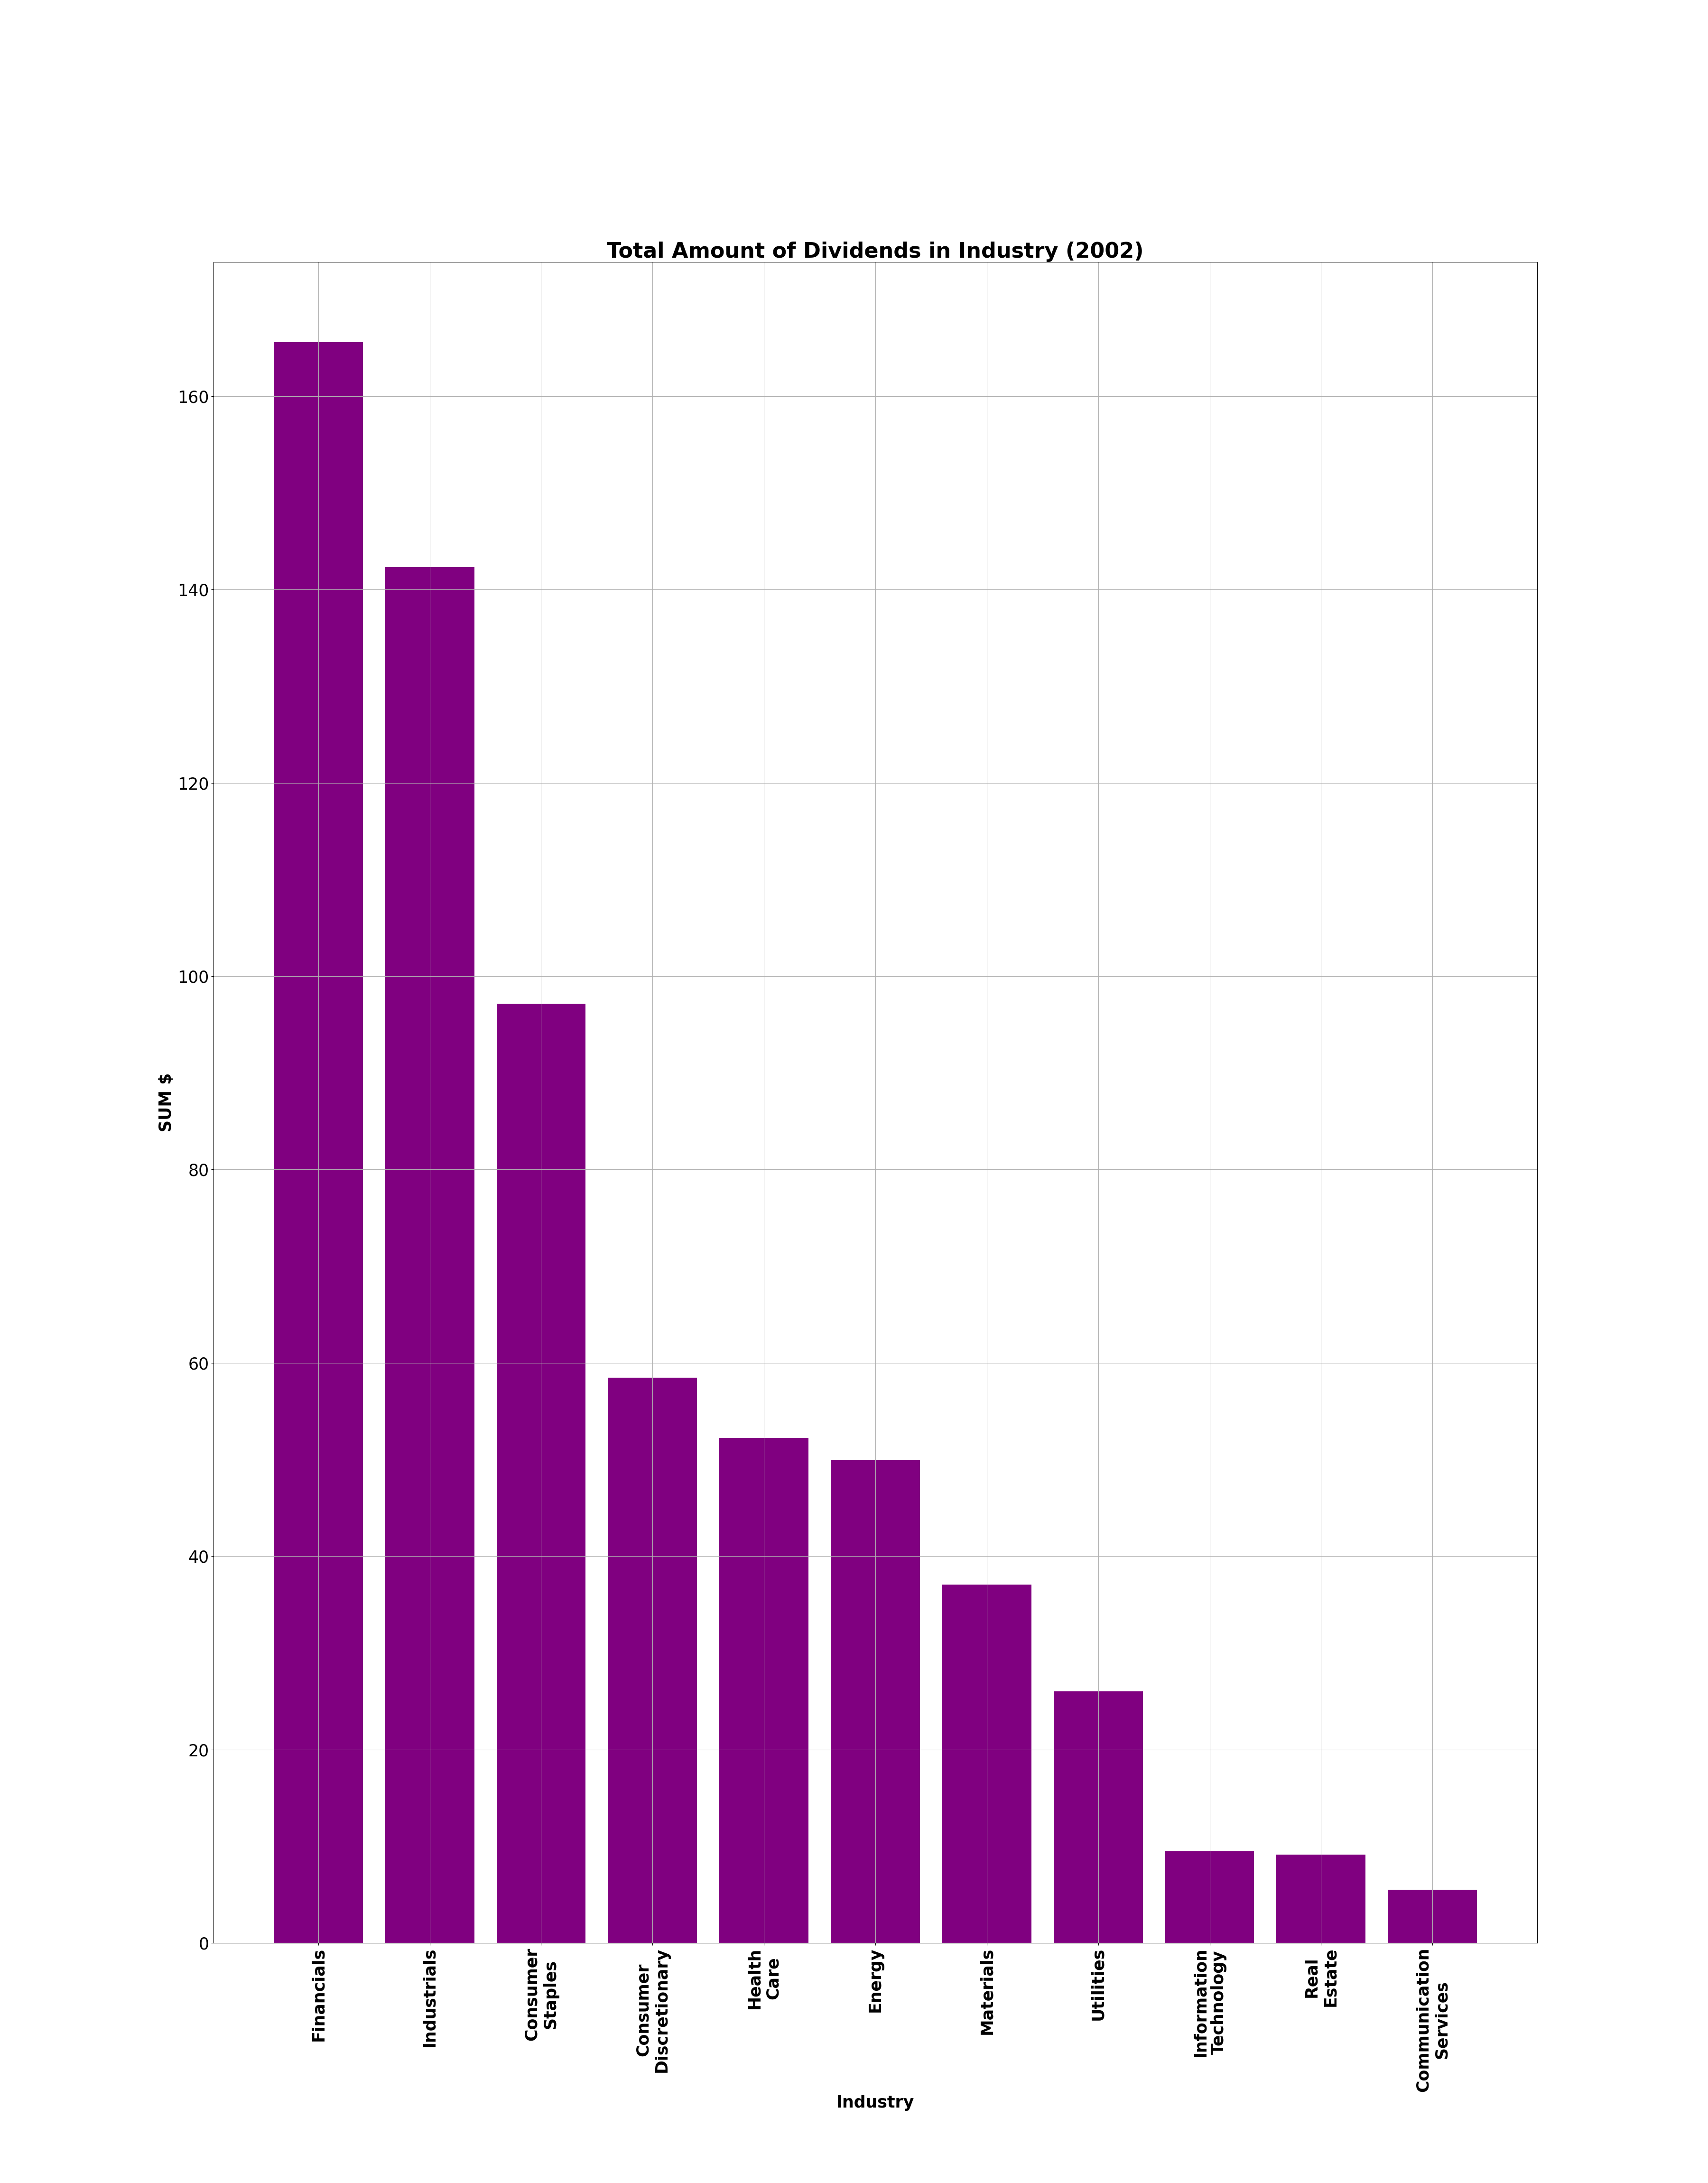 Total Amount of Dividends in Industry (2002)
160
140
120
100
80
60
40
20
0
SUM $
Financials
Industrials
Consumer
Staples
Consumer
Discretionary
Health
Care
Energy
Materials
Utilities
Information
Technology
Real
Estate
Communication
Services
Industry